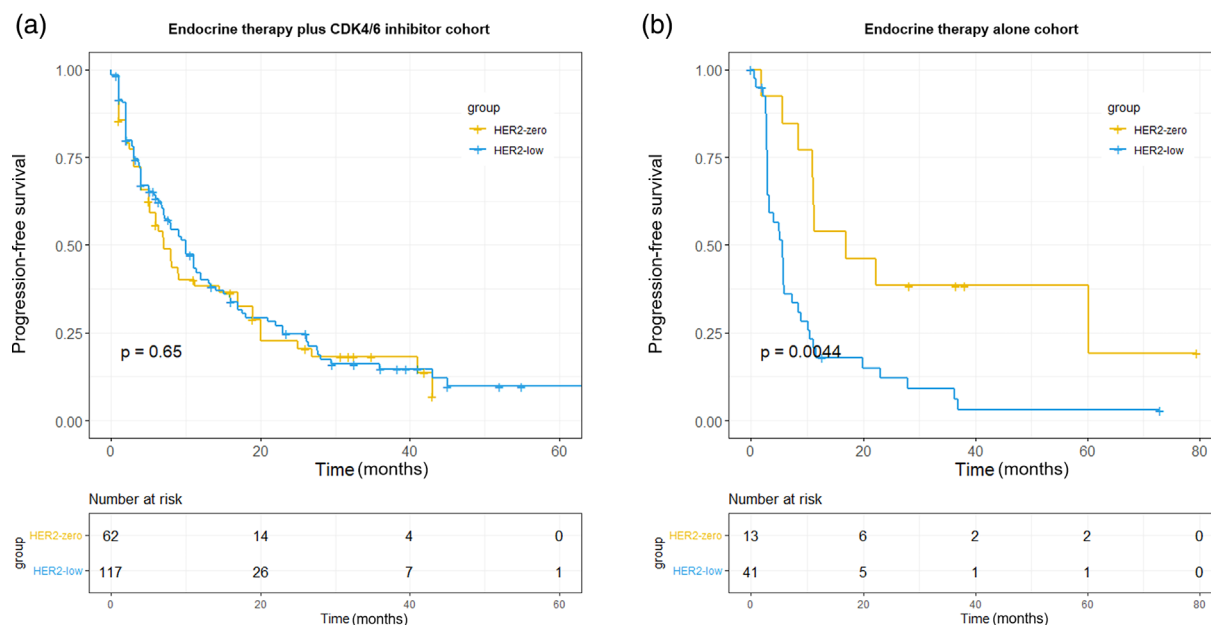 (a)
Endocrine therapy plus CDK4/6 inhibitor cohort
1.00
0.75
0.50
0.25
0.00
Progression-free survival
group
HER2-zero
HER2-low
p = 0.65
0 20 40 60
Time (months)
Number at risk
group
HER2-zero 62 14 4 0
HER2-low 117 26 7 1
0 20 40 60
Time (months)
(b)
Endocrine therapy alone cohort
1.00
0.75
0.50
0.25
0.00
Progression-free survival
group
HER2-zero
HER2-low
p = 0.0044
0 20 40 60 80
Time (months)
Number at risk
group
HER2-zero 13 6 2 2 0
HER2-low 41 5 1 1 0
0 20 40 60 80
Time (months)